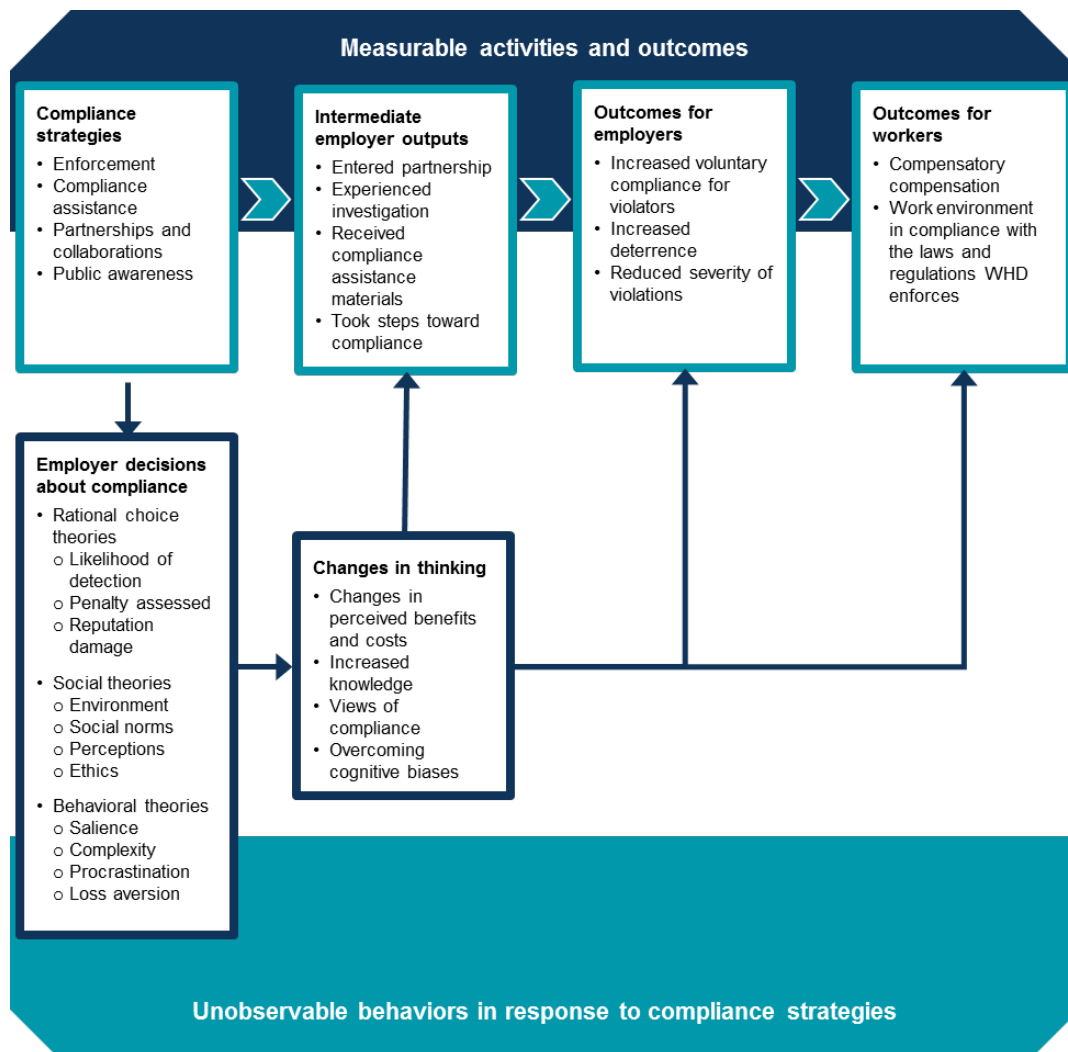 Measurable activities and outcomes
Compliance
strategies
• Enforcement
• Compliance
assistance
• Partnerships and
collaborations
• Public awareness
Intermediate
employer outputs
• Entered partnership
• Experienced
investigation
• Received
compliance
assistance
materials
• Took steps toward
compliance
Outcomes for
employers
• Increased voluntary
compliance for
violators
• Increased
deterrence
• Reduced severity of
violations
Outcomes for
workers
• Compensatory
compensation
• Work environment
in compliance with
the laws and
regulations WHD
enforces
Employer decisions
about compliance
• Rational choice
theories
o Likelihood of
detection
o Penalty assessed
o Reputation
damage
• Social theories
o Environment
o Social norms
o Perceptions
o Ethics
• Behavioral theories
o Salience
o Complexity
o Procrastination
o Loss aversion
Changes in thinking
• Changes in
perceived benefits
and costs
• Increased
knowledge
• Views of
compliance
• Overcoming
cognitive biases
Unobservable behaviors in response to compliance strategies